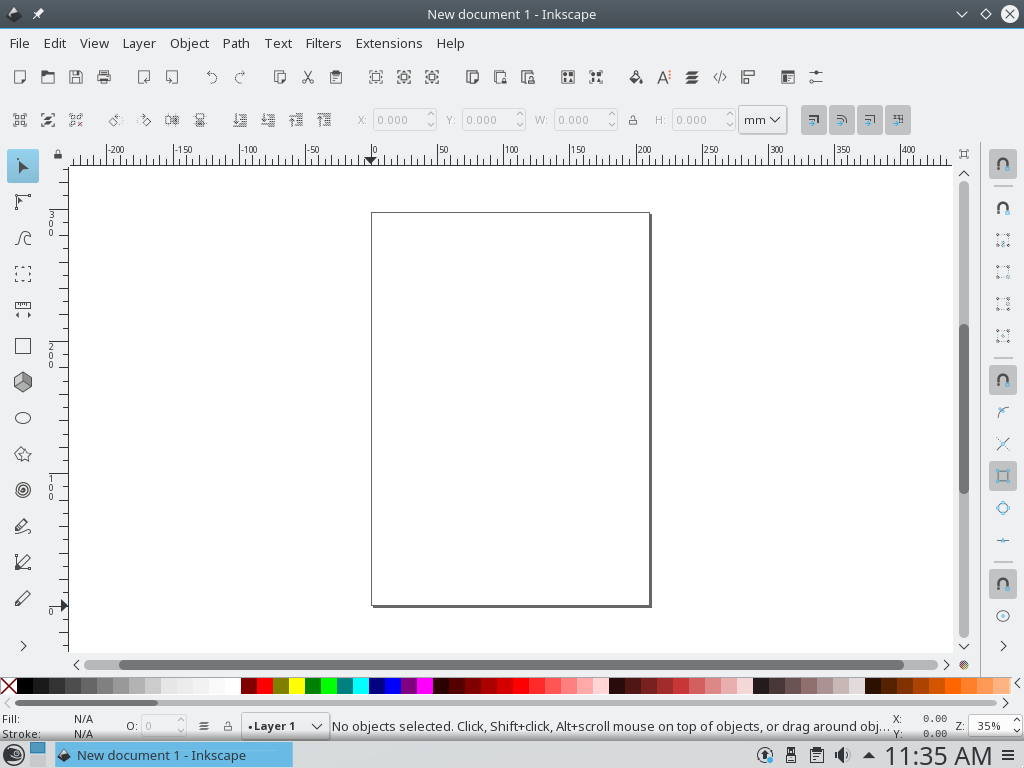 New document 1 - Inkscape
File Edit View Layer Object Path Text Filters Extensions Help
X: 0.000 Y: 0.000 W: 0.000 H: 0.000 mm
-200 -150 -100 -50 0 50 100 150 200 250 300 350 400
300
200
100
0
Fill: N/A O: 0 •Layer 1 No objects selected. Click, Shift+click, Alt+scroll mouse on top of objects, or drag around obj... X: 0.00 Z: 35%
Stroke: N/A Y: 0.00
New document 1 - Inkscape 11:35 AM